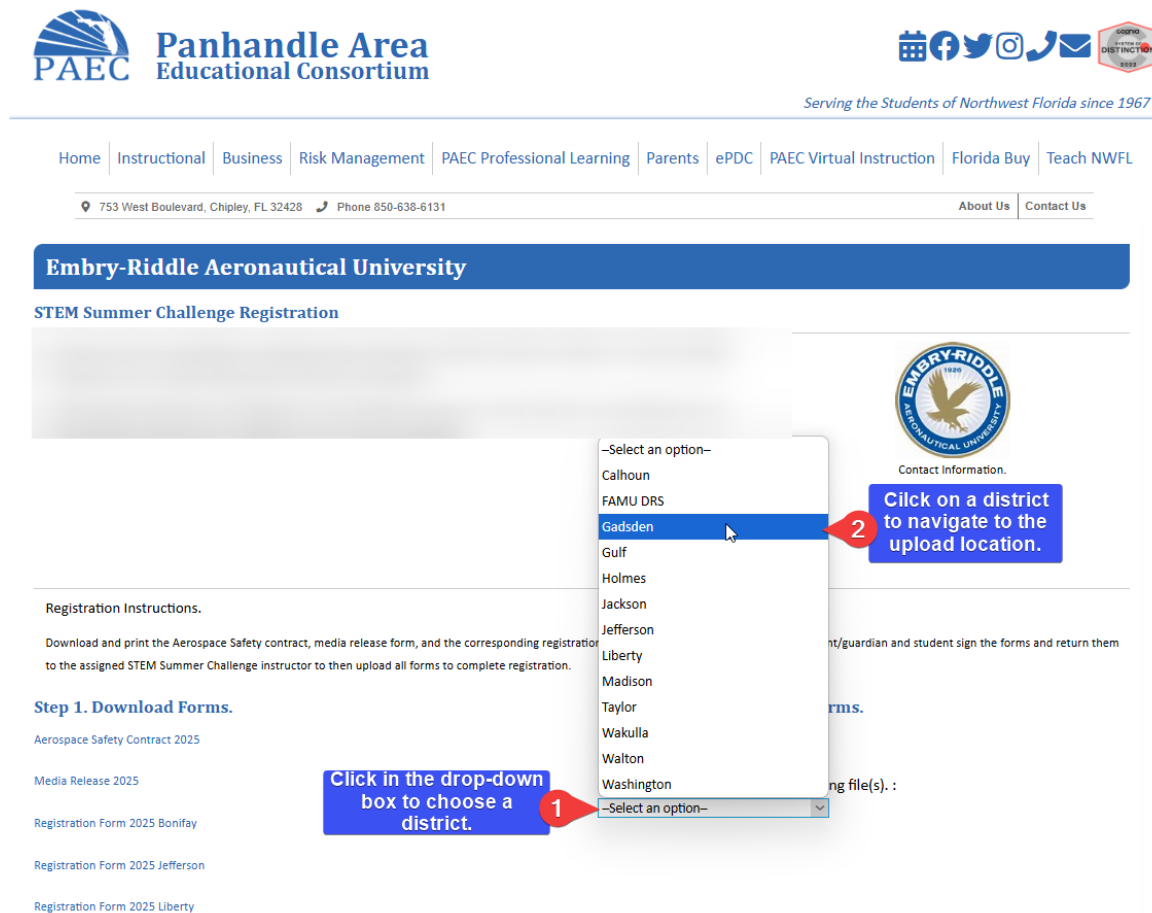 PAEC
Panhandle Area
Educational Consortium
cognia
SYSTEM OF
DISTINCTION
2022
Serving the Students of Northwest Florida since 1967
Home Instructional Business Risk Management PAEC Professional Learning Parents ePDC PAEC Virtual Instruction Florida Buy Teach NWFL
753 West Boulevard, Chipley, FL 32428 Phone 850-638-6131 About Us Contact Us
Embry-Riddle Aeronautical University
STEM Summer Challenge Registration
EMBRY-RIDDLE
1926
AERONAUTICAL UNIVERSITY
Contact Information.
–Select an option–
Calhoun
FAMU DRS
Gadsden
Gulf
Holmes
Jackson
Jefferson
Liberty
Madison
Taylor
Wakulla
Walton
Washington
Cilck on a district
to navigate to the
upload location.
2
Registration Instructions.
Download and print the Aerospace Safety contract, media release form, and the corresponding registration nt/guardian and student sign the forms and return them
to the assigned STEM Summer Challenge instructor to then upload all forms to complete registration.
Step 1. Download Forms. rms.
Aerospace Safety Contract 2025
Media Release 2025
ng file(s). :
Click in the drop-down
box to choose a
district.
1
–Select an option–
Registration Form 2025 Bonifay
Registration Form 2025 Jefferson
Registration Form 2025 Liberty